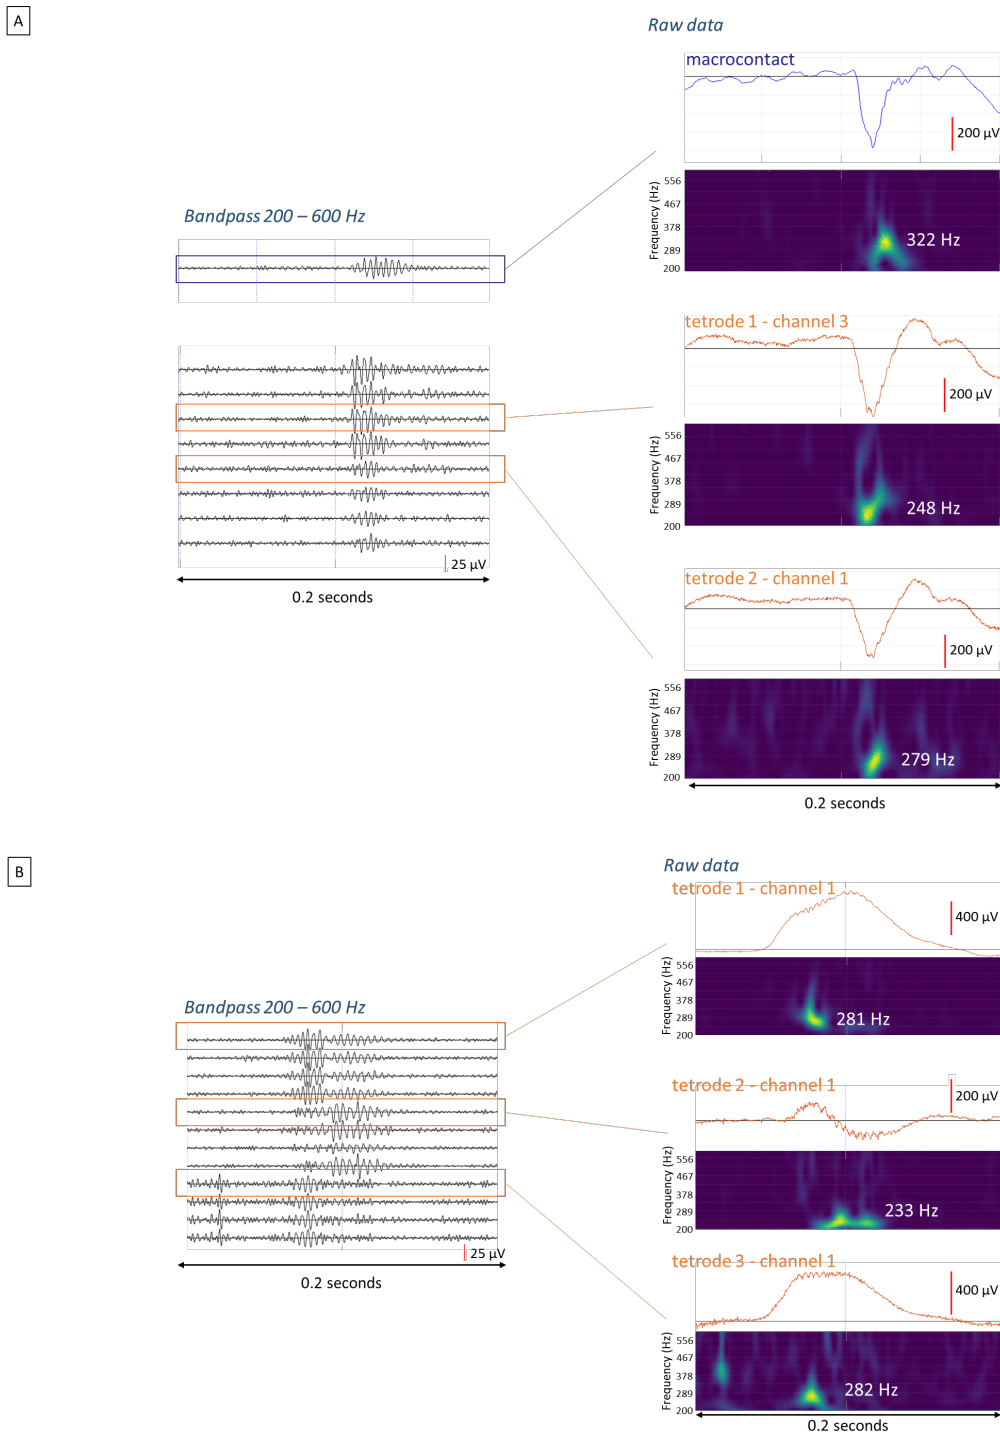 A
Raw data
macrocontact
200 µV
Bandpass 200 – 600 Hz
Frequency (Hz)
556
467
378
289
200
322 Hz
tetrode 1 - channel 3
200 µV
Frequency (Hz)
556
467
378
289
200
248 Hz
25 µV
0.2 seconds
tetrode 2 - channel 1
200 µV
Frequency (Hz)
556
467
378
289
200
279 Hz
0.2 seconds
B
Raw data
tetrode 1 - channel 1
400 µV
Bandpass 200 – 600 Hz
Frequency (Hz)
556
467
378
289
200
281 Hz
tetrode 2 - channel 1
200 µV
Frequency (Hz)
556
467
378
289
200
233 Hz
25 µV
0.2 seconds
tetrode 3 - channel 1
400 µV
Frequency (Hz)
556
467
378
289
200
282 Hz
0.2 seconds